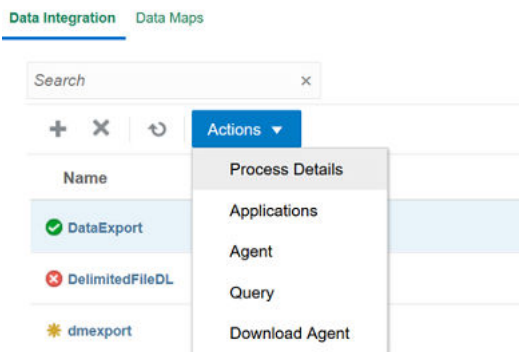 Data Integration Data Maps
Search
Actions
Name
Process Details
Applications
Agent
Query
Download Agent
DataExport
DelimitedFileDL
dmexport